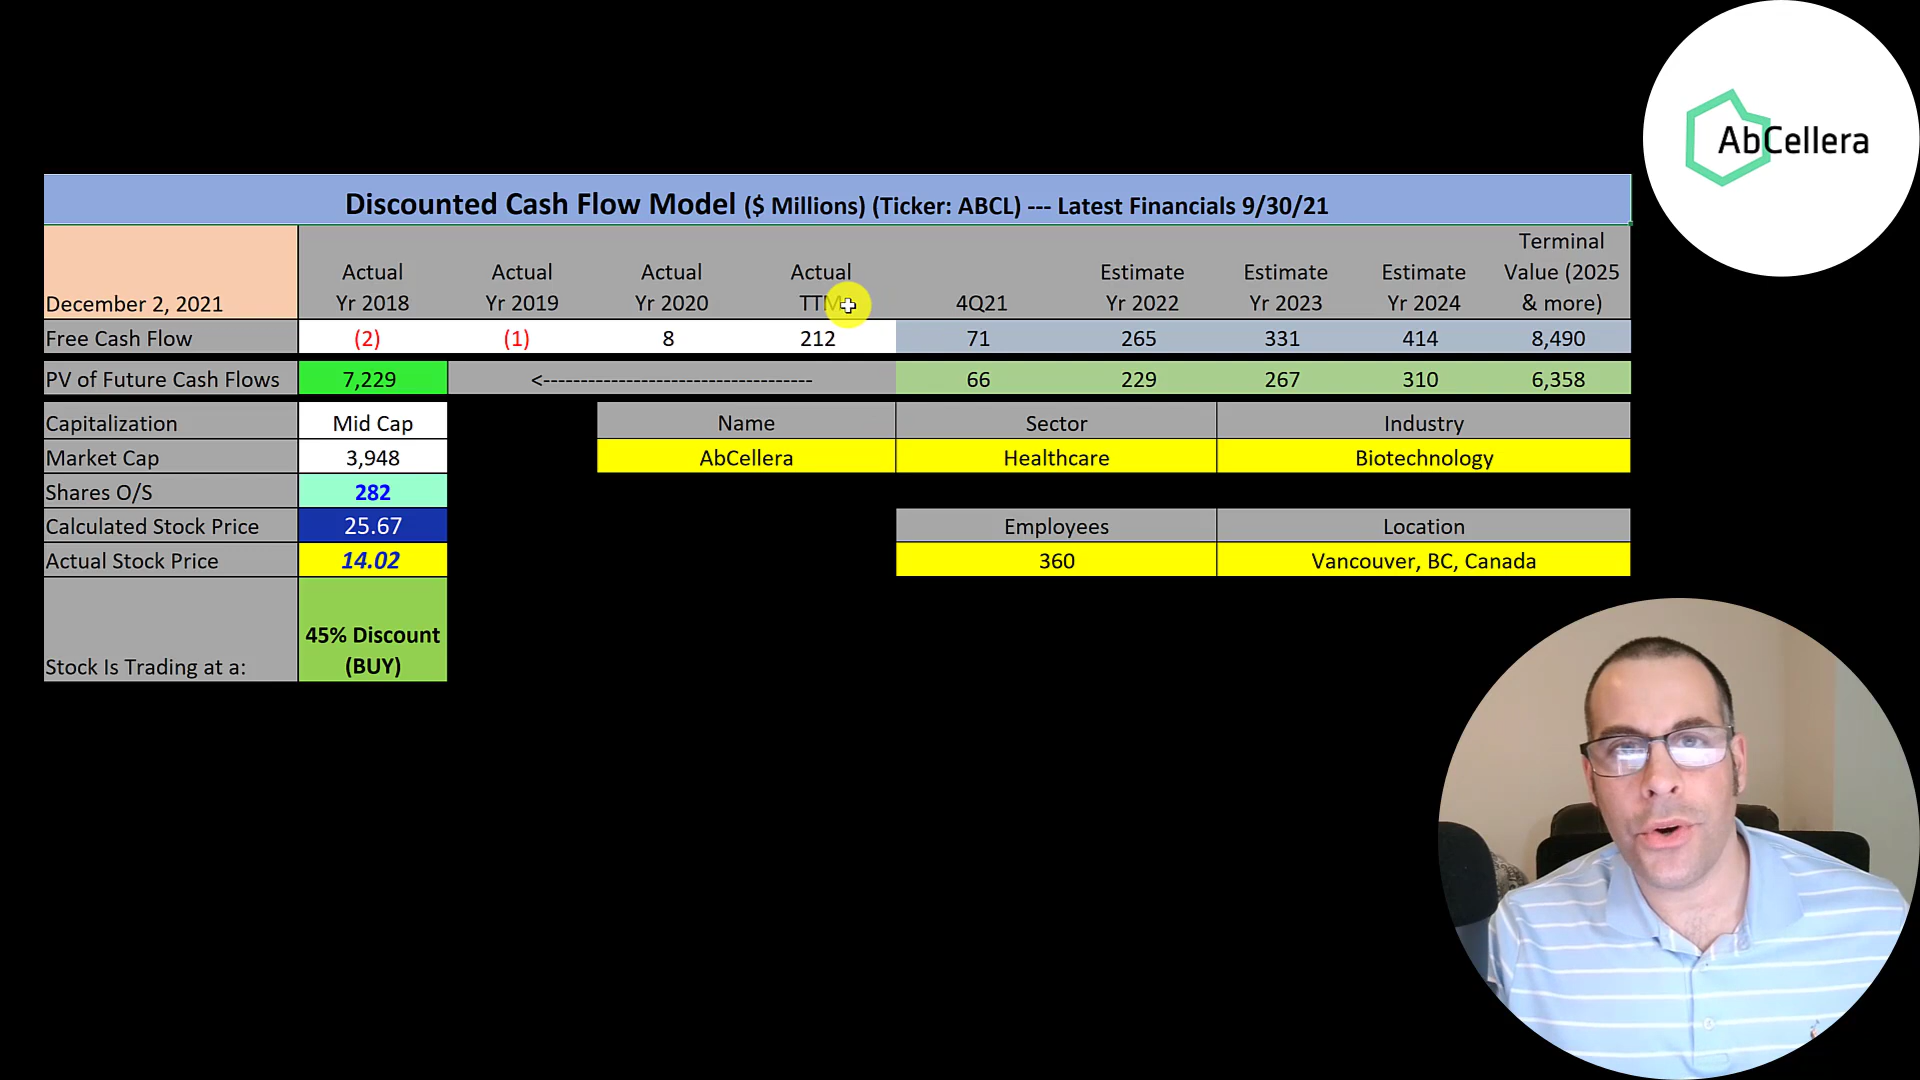 AbCellera
Discounted Cash Flow Model ($ Millions) (Ticker: ABCL) --- Latest Financials 9/30/21
December 2, 2021
Actual Yr 2018
Actual Yr 2019
Actual Yr 2020
Actual TTM
4Q21
Estimate Yr 2022
Estimate Yr 2023
Estimate Yr 2024
Terminal Value (2025 & more)
Free Cash Flow (2) (1) 8 212 71 265 331 414 8,490
PV of Future Cash Flows 7,229 <----------------------------------- 66 229 267 310 6,358
Capitalization Mid Cap
Market Cap 3,948
Shares O/S 282
Calculated Stock Price 25.67
Actual Stock Price 14.02
Stock Is Trading at a: 45% Discount (BUY)
Name Sector Industry
AbCellera Healthcare Biotechnology
Employees Location
360 Vancouver, BC, Canada